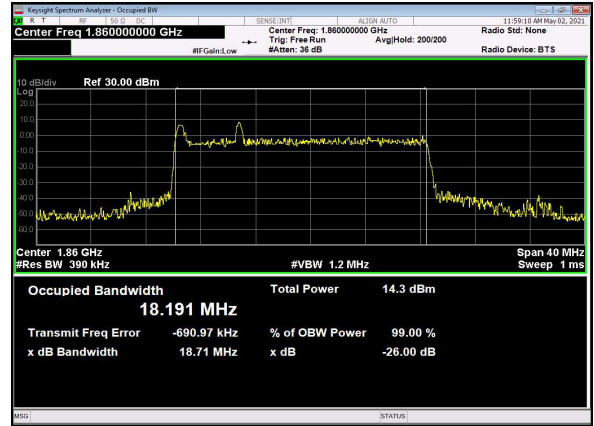 Keysight Spectrum Analyzer - Occupied BW
LXI R T RF 50 Ω DC SENSE:INT ALIGN AUTO 11:59:10 AM May 02, 2021
Center Freq 1.860000000 GHz Center Freq: 1.860000000 GHz Radio Std: None
Trig: Free Run Avg|Hold: 200/200
#IFGain:Low #Atten: 36 dB Radio Device: BTS
10 dB/div Ref 30.00 dBm
Log
20.0
10.0
0.00
-10.0
-20.0
-30.0
-40.0
-50.0
-60.0
Center 1.86 GHz Span 40 MHz
#Res BW 390 kHz #VBW 1.2 MHz Sweep 1 ms
Occupied Bandwidth Total Power 14.3 dBm
18.191 MHz
Transmit Freq Error -690.97 kHz % of OBW Power 99.00 %
x dB Bandwidth 18.71 MHz x dB -26.00 dB
MSG STATUS